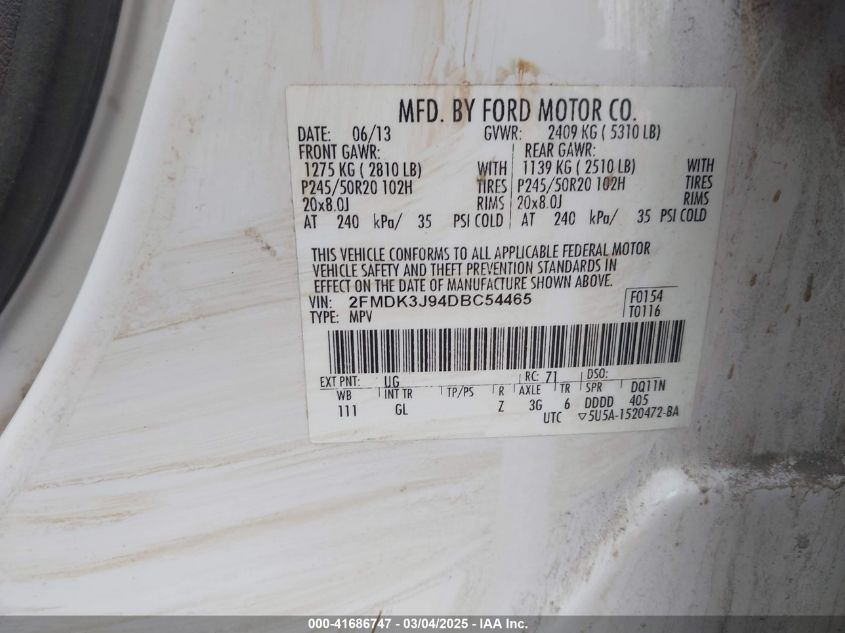 MFD. BY FORD MOTOR CO.
DATE: 06/13 GVWR: 2409 KG ( 5310 LB)
FRONT GAWR: REAR GAWR:
1275 KG ( 2810 LB) WITH 1139 KG ( 2510 LB) WITH
P245/50R20 102H TIRES P245/50R20 102H TIRES
20x8.0J RIMS 20x8.0J RIMS
AT 240 kPa/ 35 PSI COLD AT 240 kPa/ 35 PSI COLD
THIS VEHICLE CONFORMS TO ALL APPLICABLE FEDERAL MOTOR
VEHICLE SAFETY AND THEFT PREVENTION STANDARDS IN
EFFECT ON THE DATE OF MANUFACTURE SHOWN ABOVE.
VIN: 2FMDK3J94DBC54465 F0154
TYPE: MPV T0116
EXT PNT: UG RC: 71 DSO:
WB INT TR TP/PS R AXLE TR SPR DQ11N
111 GL Z 3G 6 DDDD 405
UTC ▽5U5A-1520472-BA
000-41686747 - 03/04/2025 - IAA Inc.